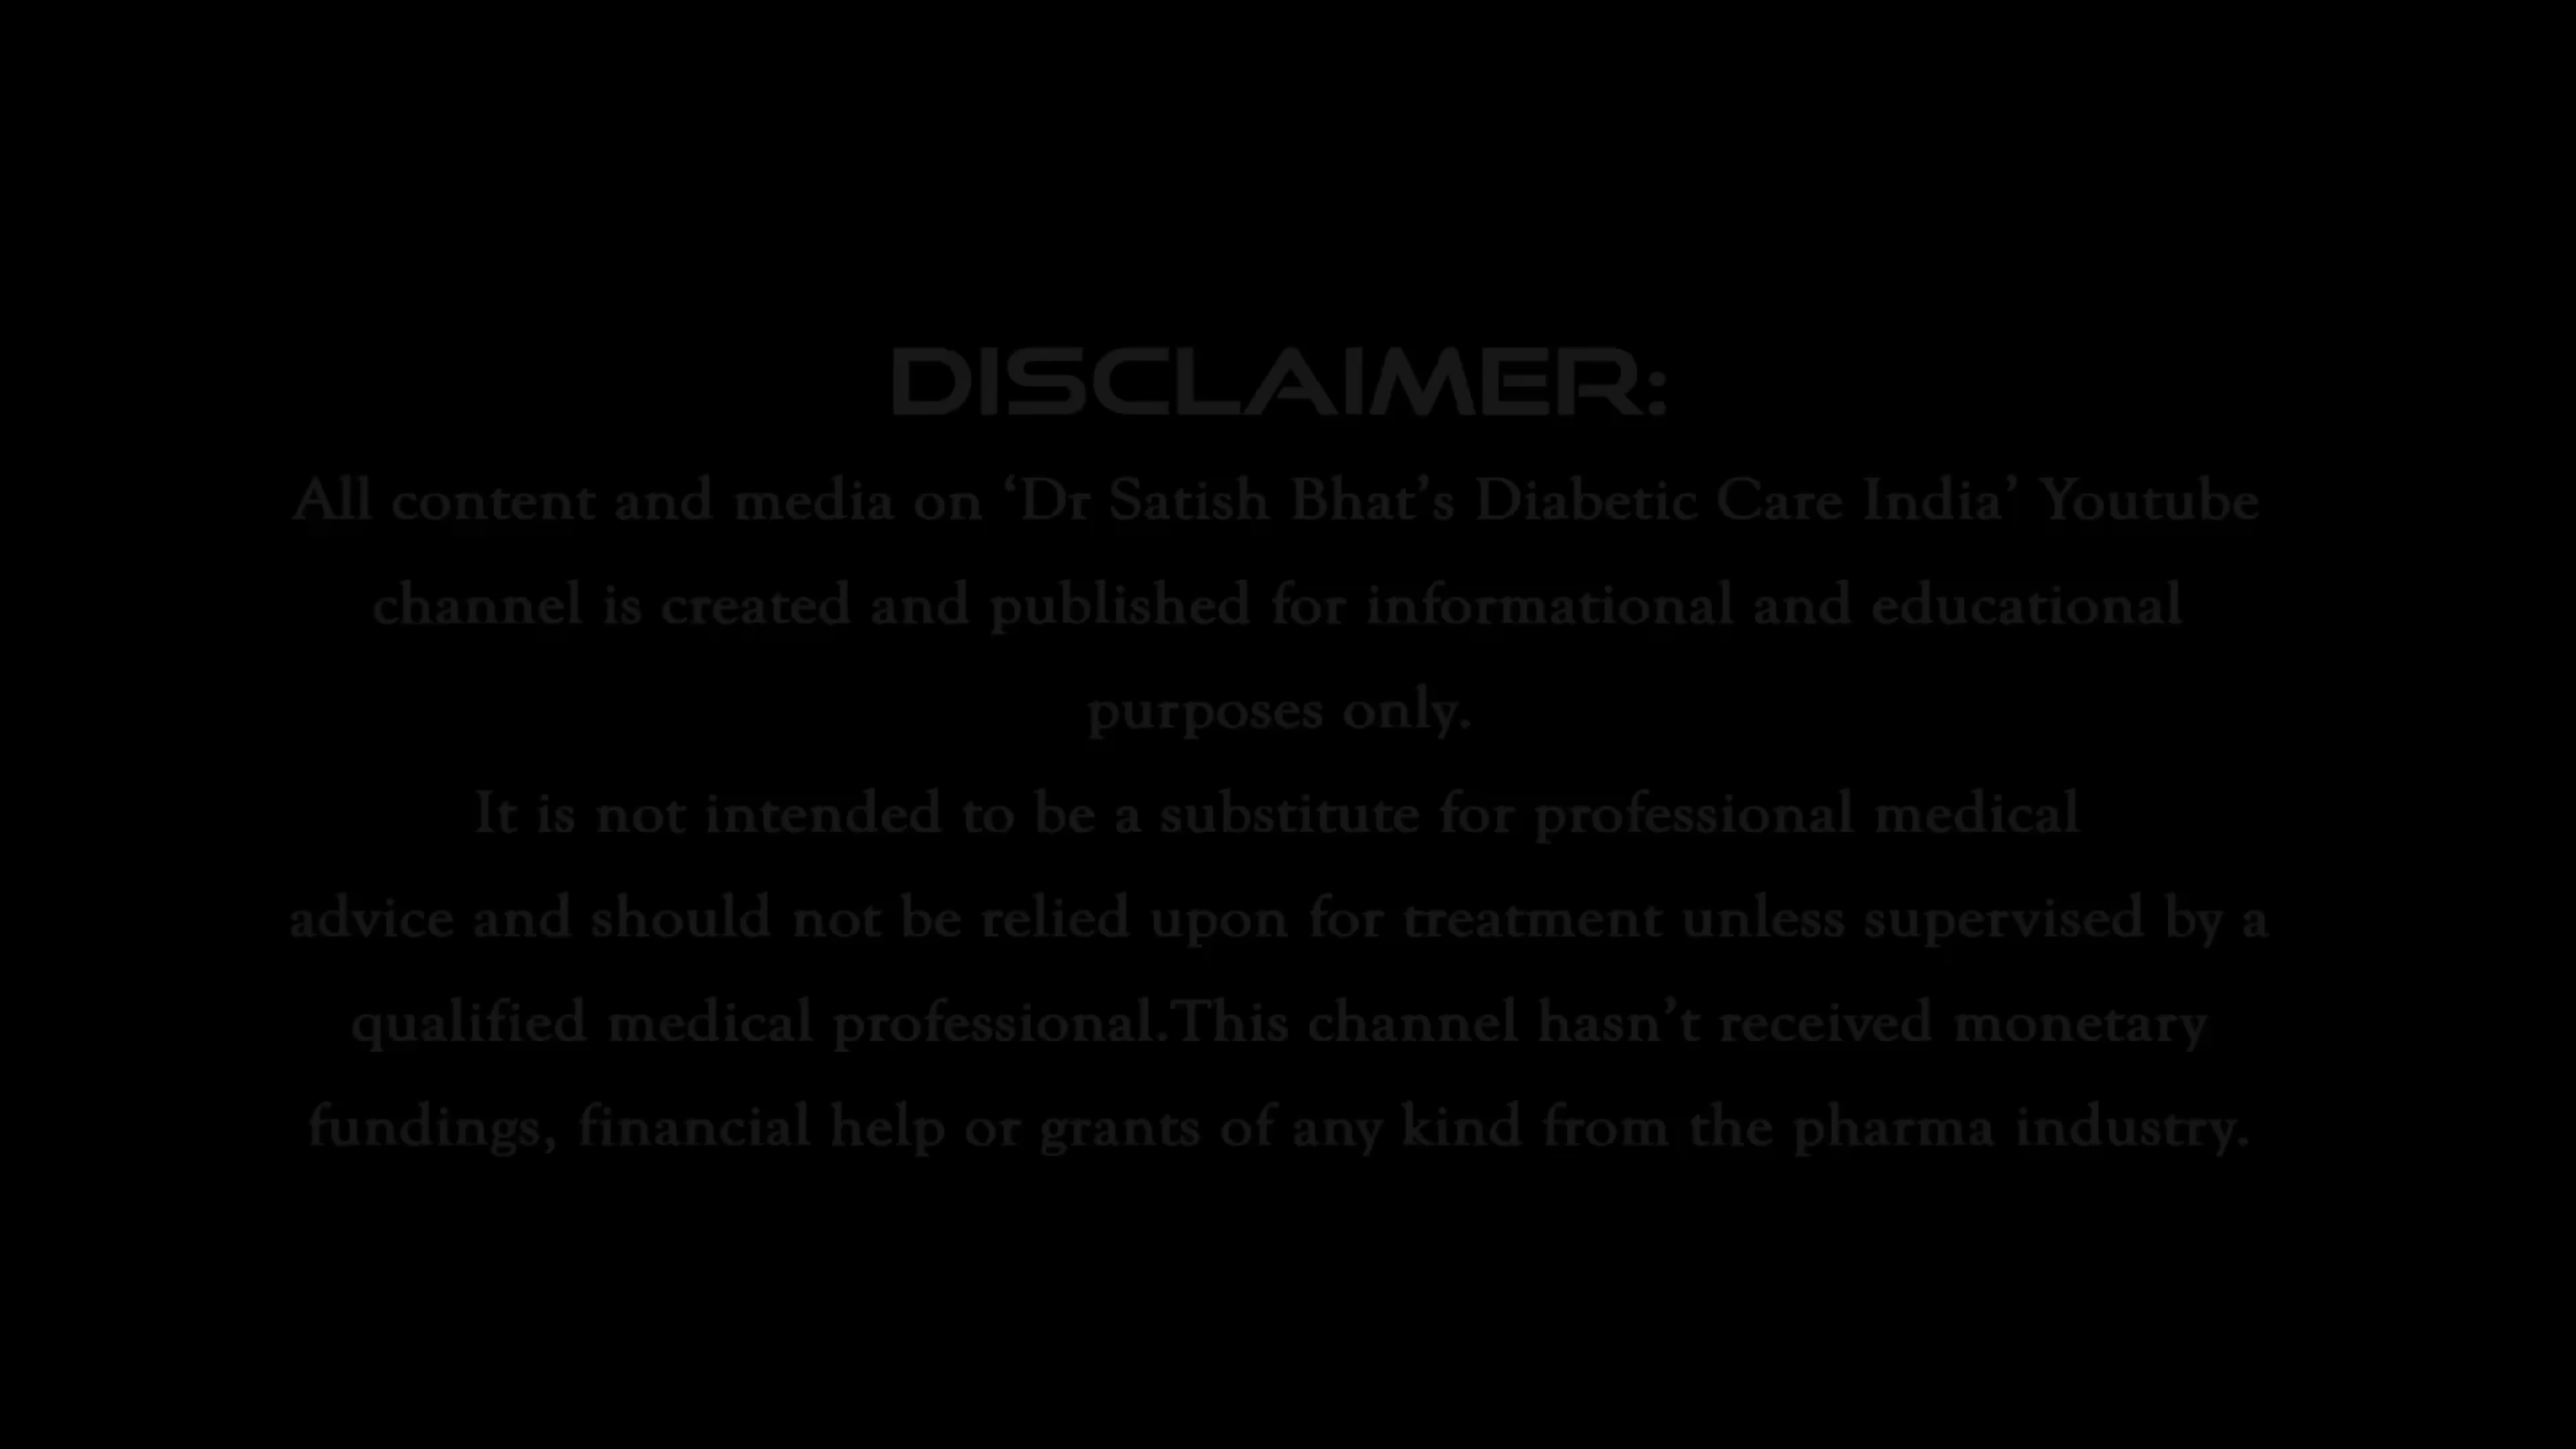 DISCLAIMER:
All content and media on ‘Dr Satish Bhat’s Diabetic Care India’ Youtube
channel is created and published for informational and educational
purposes only.
It is not intended to be a substitute for professional medical
advice and should not be relied upon for treatment unless supervised by a
qualified medical professional.This channel hasn’t received monetary
fundings, financial help or grants of any kind from the pharma industry.